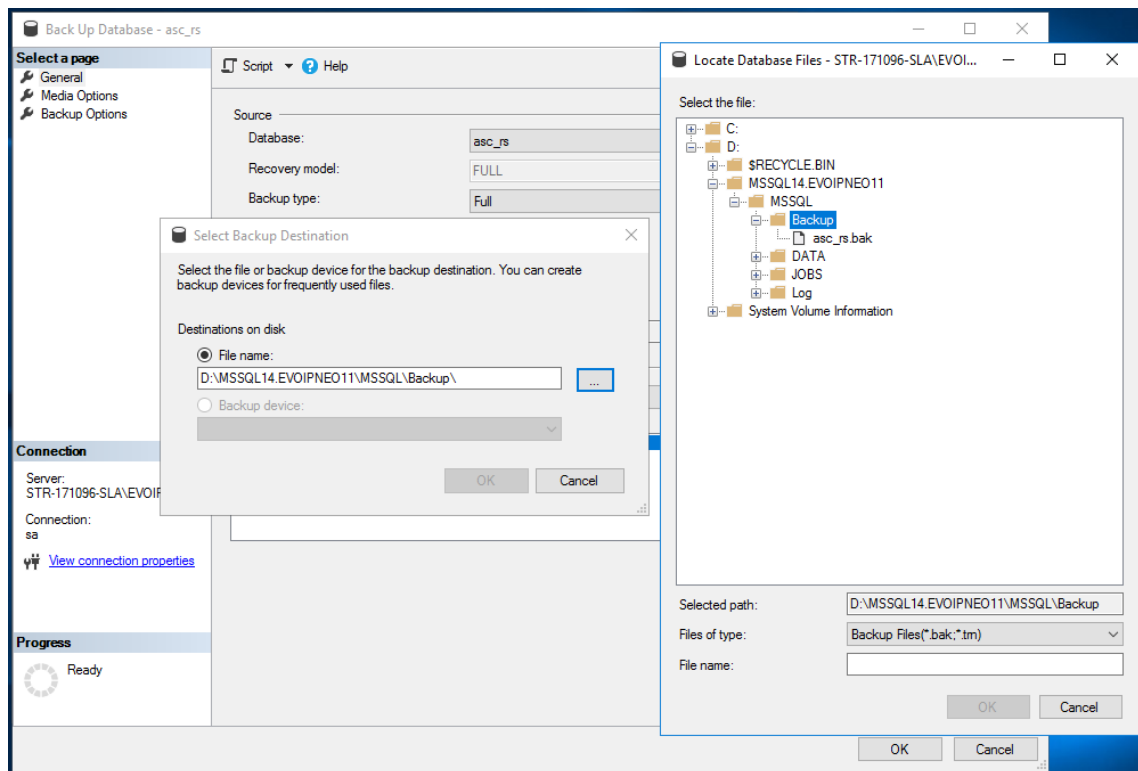 Back Up Database - asc_rs
Select a page
General
Media Options
Backup Options
Script
Help
Source
Database:
asc_rs
Recovery model:
FULL
Backup type:
Full
Select Backup Destination
Select the file or backup device for the backup destination. You can create
backup devices for frequently used files.
Destinations on disk
File name:
D:\MSSQL14.EVOIPNEO11\MSSQL\Backup\
...
Backup device:
OK
Cancel
Connection
Server:
STR-171096-SLA\EVOIP
Connection:
sa
View connection properties
Progress
Ready
Locate Database Files - STR-171096-SLA\EVOI...
Select the file:
C:
D:
$RECYCLE.BIN
MSSQL14.EVOIPNEO11
MSSQL
Backup
asc_rs.bak
DATA
JOBS
Log
System Volume Information
Selected path:
D:\MSSQL14.EVOIPNEO11\MSSQL\Backup
Files of type:
Backup Files(*.bak;*.trn)
File name:
OK
Cancel
OK
Cancel